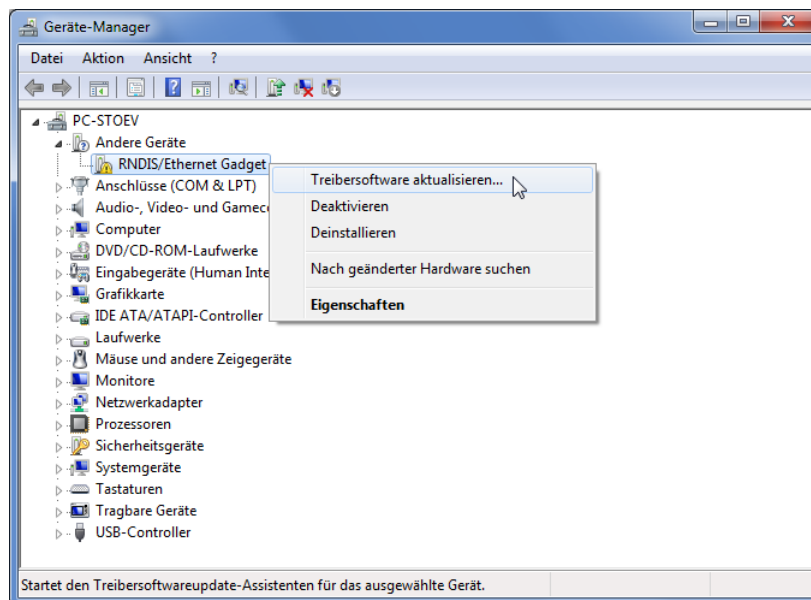 Geräte-Manager
Datei Aktion Ansicht ?
PC-STOEV
Andere Geräte
RNDIS/Ethernet Gadget
Anschlüsse (COM & LPT)
Audio-, Video- und
Computer
DVD/CD-ROM-Laufwerke
Eingabegeräte (Human
Grafikkarte
IDE ATA/ATAPI-Controller
Laufwerke
Mäuse und andere Zeigegeräte
Monitore
Netzwerkadapter
Prozessoren
Sicherheitsgeräte
Systemgeräte
Tastaturen
Tragbare Geräte
USB-Controller
Treibersoftware aktualisieren...
Deaktivieren
Deinstallieren
Nach geänderter Hardware suchen
Eigenschaften
Startet den Treibersoftwareupdate-Assistenten für das ausgewählte Gerät.